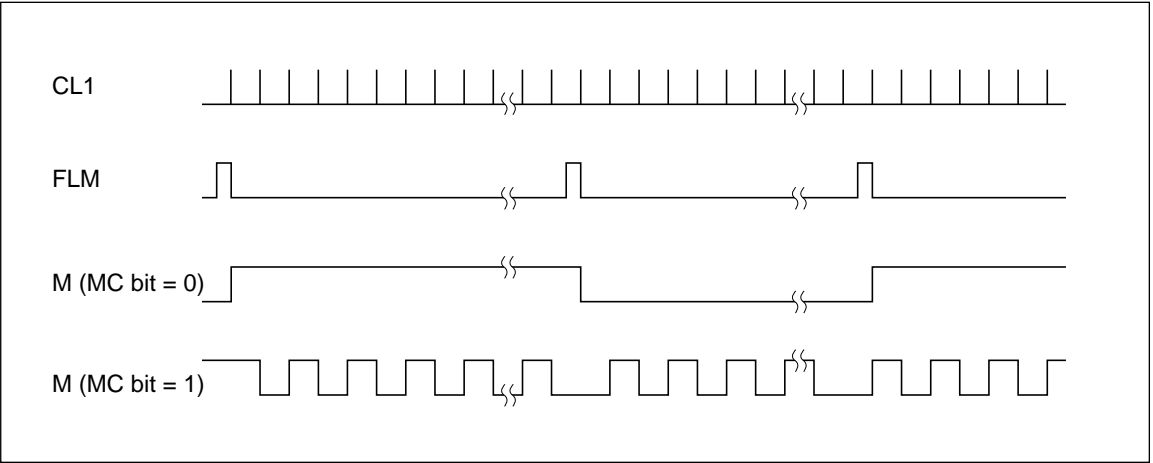 CL1
FLM
M (MC bit = 0)
M (MC bit = 1)